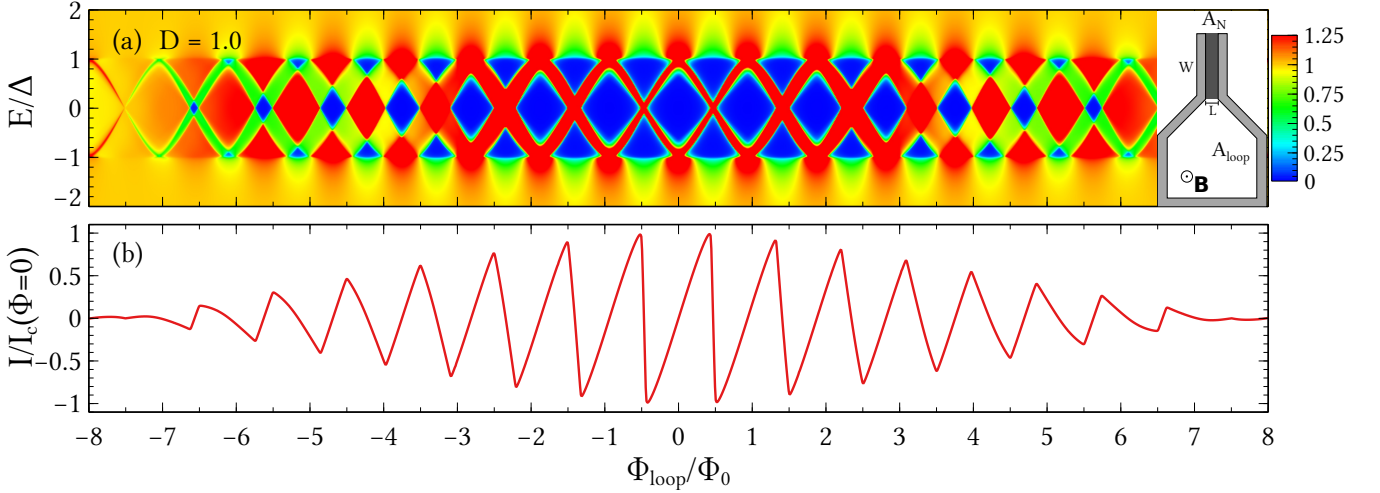 (a) D = 1.0
E/Δ
2
1
0
−1
−2
A_N
W
L
A_loop
B
1.25
1
0.75
0.5
0.25
0
(b)
I/I_c(Φ=0)
1
0.5
0
−0.5
−1
−8 −7 −6 −5 −4 −3 −2 −1 0 1 2 3 4 5 6 7 8
Φ_loop/Φ_0